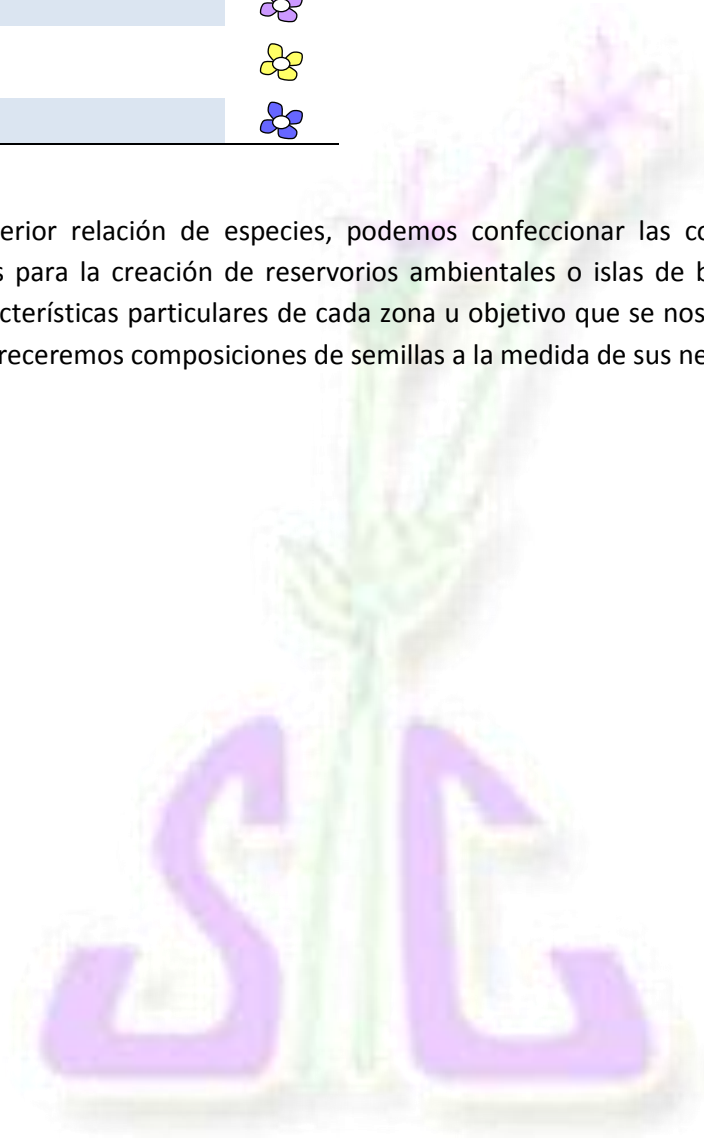 erior relación de especies, podemos confeccionar las co
s para la creación de reservorios ambientales o islas de b
cterísticas particulares de cada zona u objetivo que se nos
receremos composiciones de semillas a la medida de sus ne
SC